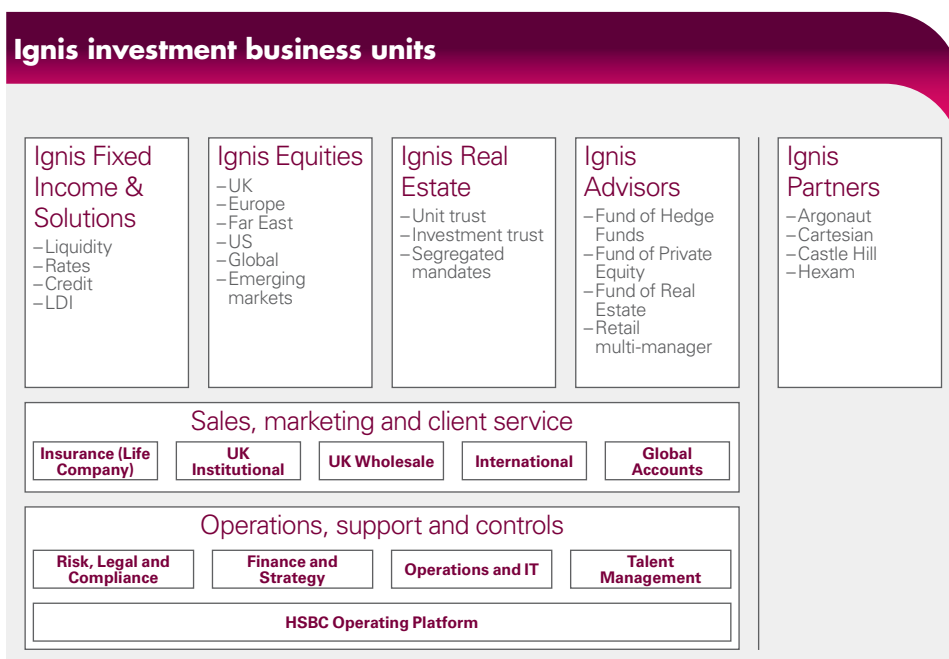 Ignis investment business units
Ignis Fixed
Income &
Solutions
–Liquidity
–Rates
–Credit
–LDI
Ignis Equities
–UK
–Europe
–Far East
–US
–Global
–Emerging
markets
Ignis Real
Estate
–Unit trust
–Investment trust
–Segregated
mandates
Ignis
Advisors
–Fund of Hedge
Funds
–Fund of Private
Equity
–Fund of Real
Estate
–Retail
multi-manager
Ignis
Partners
–Argonaut
–Cartesian
–Castle Hill
–Hexam
Sales, marketing and client service
Insurance (Life
Company)
UK
Institutional
UK Wholesale
International
Global
Accounts
Operations, support and controls
Risk, Legal and
Compliance
Finance and
Strategy
Operations and IT
Talent
Management
HSBC Operating Platform